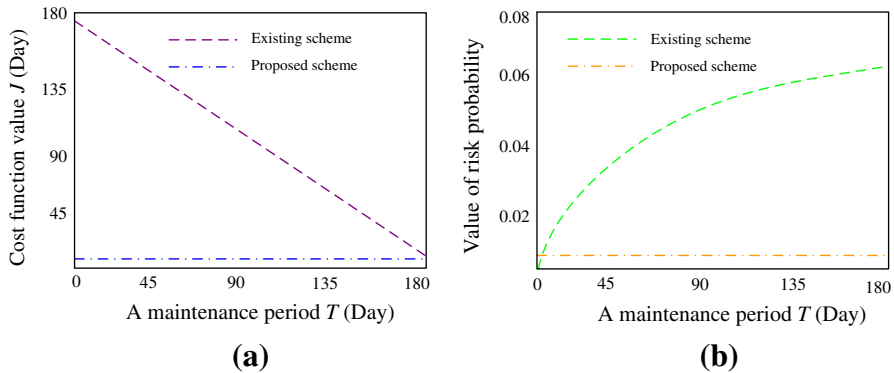 180
135
90
45
Cost function value J (Day)
Existing scheme
Proposed scheme
0 45 90 135 180
A maintenance period T (Day)
(a)
0.08
0.06
0.04
0.02
Value of risk probability
Existing scheme
Proposed scheme
0 45 90 135 180
A maintenance period T (Day)
(b)